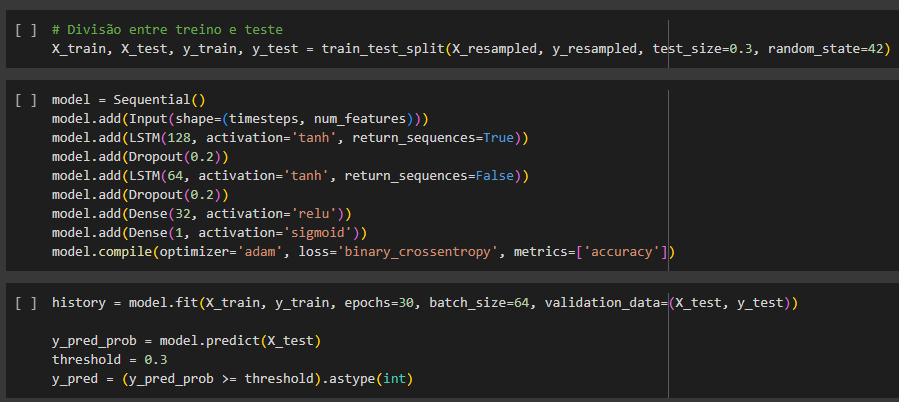 [ ] # Divisão entre treino e teste
X_train, X_test, y_train, y_test = train_test_split(X_resampled, y_resampled, test_size=0.3, random_state=42)
[ ] model = Sequential()
model.add(Input(shape=(timesteps, num_features)))
model.add(LSTM(128, activation='tanh', return_sequences=True))
model.add(Dropout(0.2))
model.add(LSTM(64, activation='tanh', return_sequences=False))
model.add(Dropout(0.2))
model.add(Dense(32, activation='relu'))
model.add(Dense(1, activation='sigmoid'))
model.compile(optimizer='adam', loss='binary_crossentropy', metrics=['accuracy'])
[ ] history = model.fit(X_train, y_train, epochs=30, batch_size=64, validation_data=(X_test, y_test))
y_pred_prob = model.predict(X_test)
threshold = 0.3
y_pred = (y_pred_prob >= threshold).astype(int)